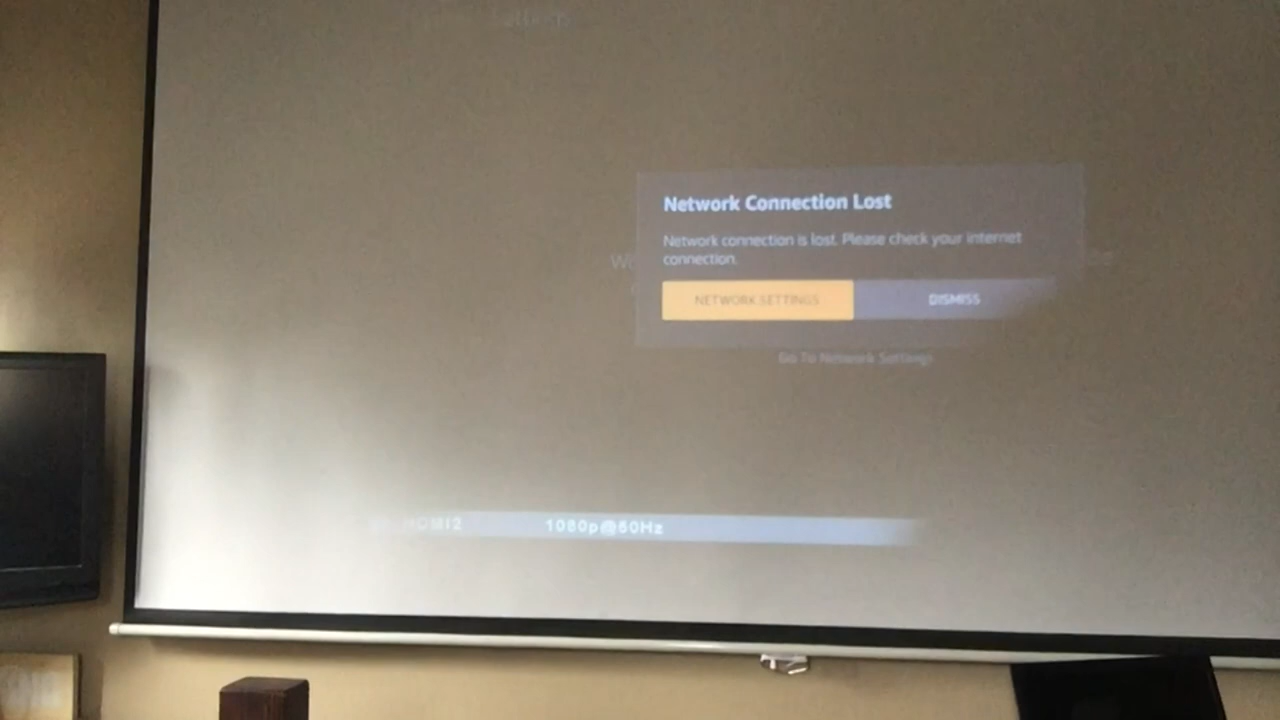 Settings
Network Connection Lost
Network connection is lost. Please check your internet
connection.
NETWORK SETTINGS
DISMISS
Go To Network Settings
HDMI2
1080p@60Hz